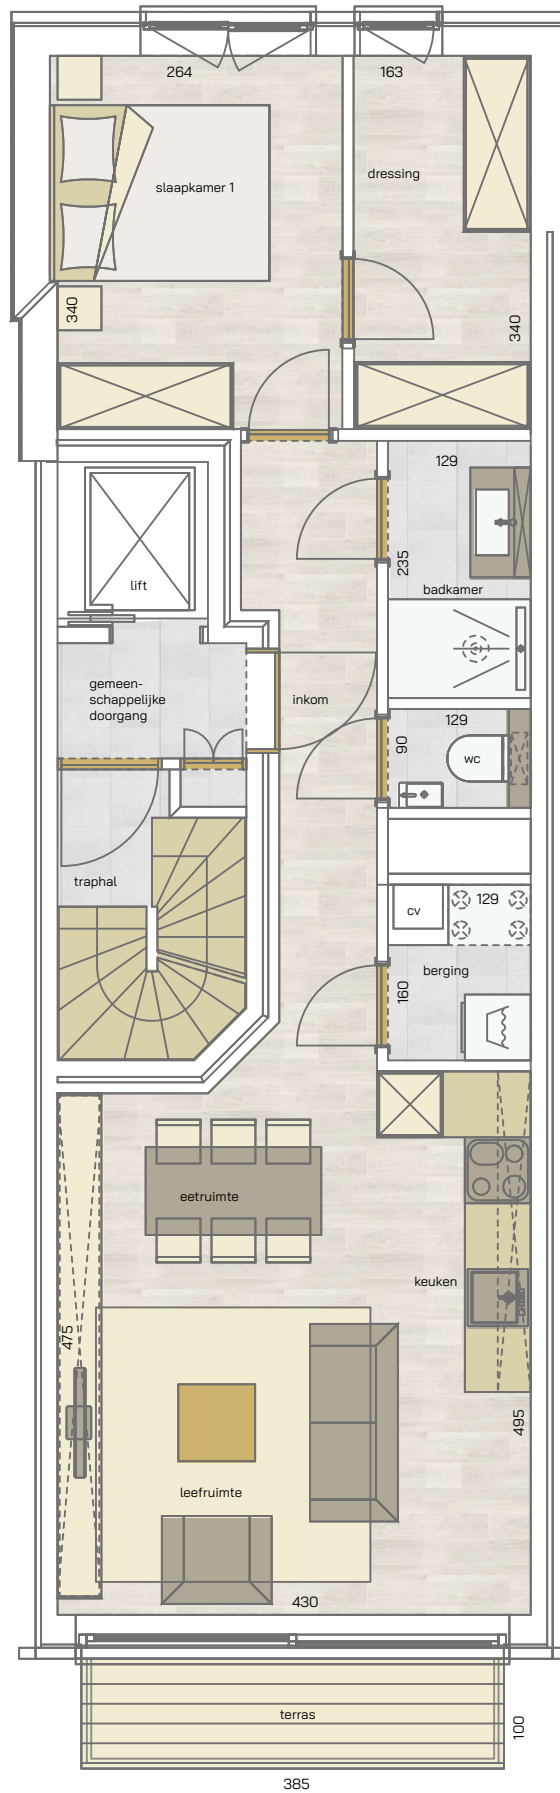 264
163
dressing
slaapkamer 1
340
340
129
235
lift
badkamer
gemeen-
schappelijke
doorgang
inkom
129
90
wc
traphal
cv
129
berging
160
eetruimte
keuken
475
495
leefruimte
430
terras
100
385